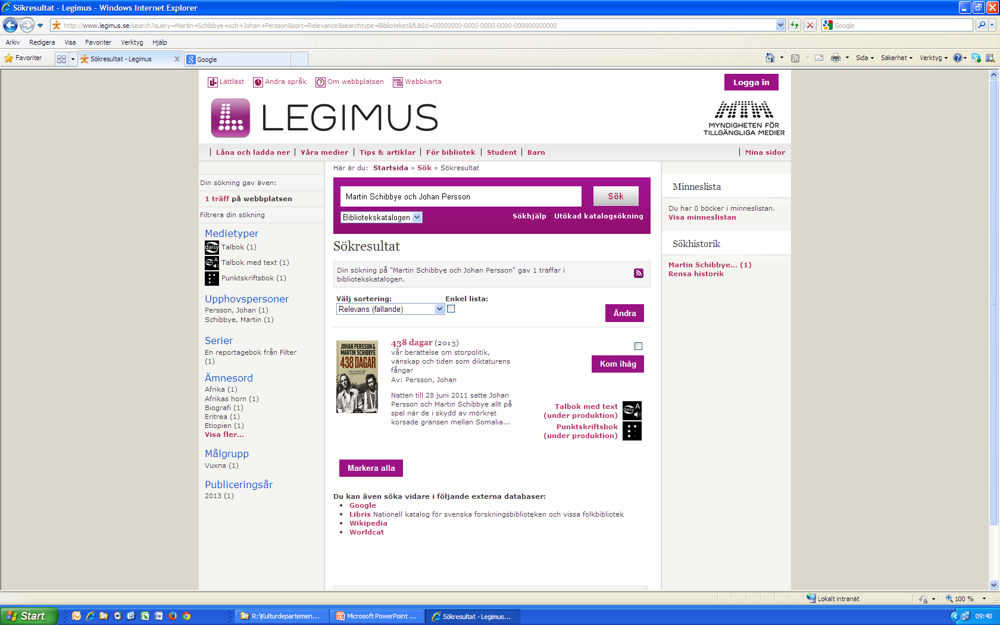 Sökresultat - Legimus - Windows Internet Explorer
http://www.legimus.se/search?query=Martin+Schibbye+och+Johan+Persson&sort=Relevance&searchtype=Biblioteket&fLibId=00000000-0000-0000-0000-000000000000
Google
Arkiv Redigera Visa Favoriter Verktyg Hjälp
Favoriter
Sökresultat - Legimus
Google
Sida Säkerhet Verktyg
Lättläst Andra språk Om webbplatsen Webbkarta
Logga in
LEGIMUS
MYNDIGHETEN FÖR
TILLGÄNGLIGA MEDIER
Låna och ladda ner | Våra medier | Tips & artiklar | För bibliotek | Student | Barn
Mina sidor
Din sökning gav även:
1 träff på webbplatsen
Filtrera din sökning
Medietyper
daisy Talbok (1)
daisy A Talbok med text (1)
Punktskriftsbok (1)
Upphovspersoner
Persson, Johan (1)
Schibbye, Martin (1)
Serier
En reportagebok från Filter
(1)
Ämnesord
Afrika (1)
Afrikas horn (1)
Biografi (1)
Eritrea (1)
Etiopien (1)
Visa fler...
Målgrupp
Vuxna (1)
Publiceringsår
2013 (1)
Här är du: Startsida » Sök » Sökresultat
Martin Schibbye och Johan Persson
Sök
Bibliotekskatalogen
Sökhjälp Utökad katalogsökning
Sökresultat
Din sökning på "Martin Schibbye och Johan Persson" gav 1 träffar i
bibliotekskatalogen.
Välj sortering: Enkel lista:
Relevans (fallande)
Ändra
JOHAN PERSSON &
MARTIN SCHIBBYE
438 DAGAR
438 dagar (2013)
vår berättelse om storpolitik,
vänskap och tiden som diktaturens
fångar
Av: Persson, Johan
Natten till 28 juni 2011 satte Johan
Persson och Martin Schibbye allt på
spel när de i skydd av mörkret
korsade gränsen mellan Somalia...
Kom ihåg
Talbok med text
(under produktion)
daisy A
Punktskriftsbok
(under produktion)
Markera alla
Du kan även söka vidare i följande externa databaser:
Google
Libris Nationell katalog för svenska forskningsbiblioteken och vissa folkbibliotek
Wikipedia
Worldcat
Minneslista
Du har 0 böcker i minneslistan.
Visa minneslistan
Sökhistorik
Martin Schibbye... (1)
Rensa historik
Lokalt intranät
100 %
Start
R:\Kulturdepartemen...
Microsoft PowerPoint ...
Sökresultat - Legimus...
09:40